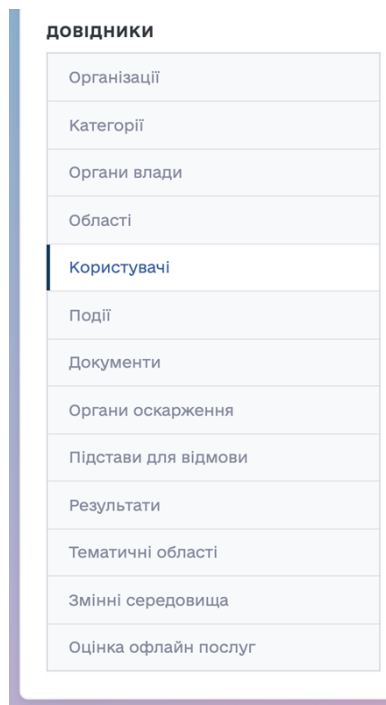 довідники
Організації
Категорії
Органи влади
Області
Користувачі
Події
Документи
Органи оскарження
Підстави для відмови
Результати
Тематичні області
Змінні середовища
Оцінка офлайн послуг